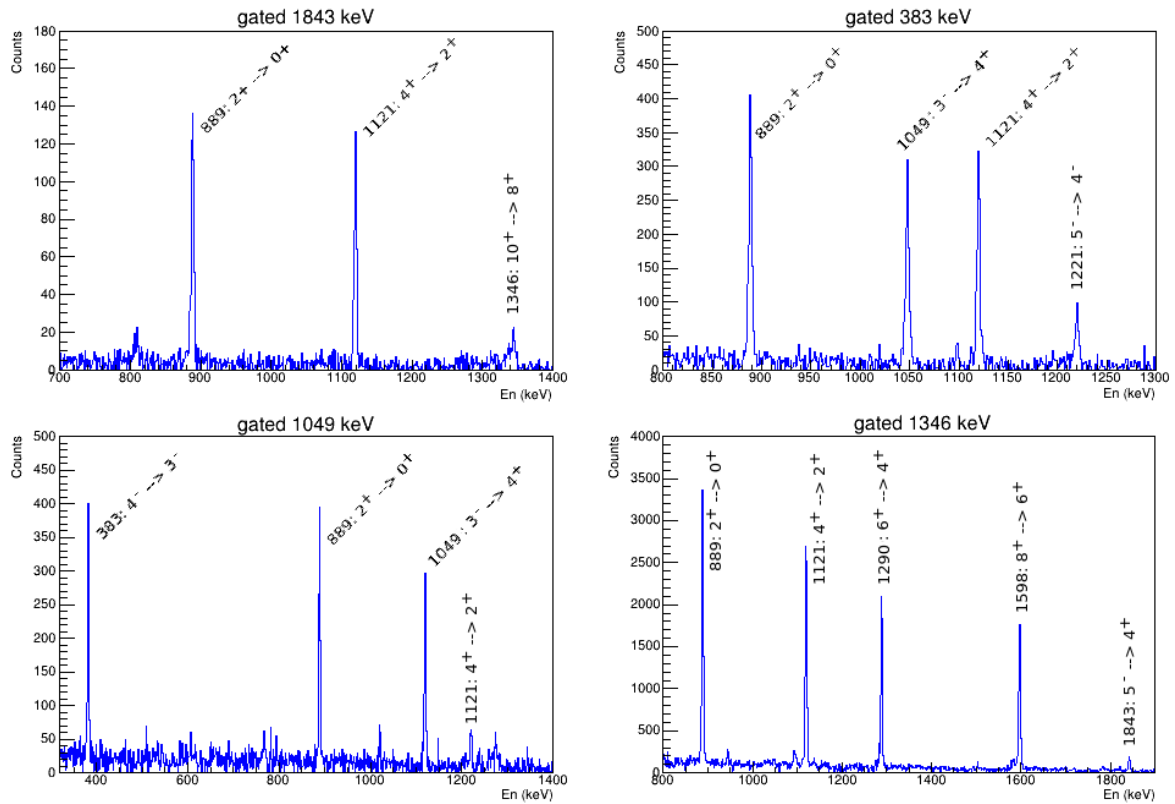 gated 1843 keV
Counts
180
160
140
120
100
80
60
40
20
0
889: 2+ --> 0+
1121: 4⁺ --> 2⁺
1346: 10⁺ --> 8⁺
700 800 900 1000 1100 1200 1300 1400
En (keV)
gated 383 keV
Counts
500
450
400
350
300
250
200
150
100
50
0
889: 2⁺ --> 0⁺
1049: 3⁻ --> 4⁺
1121: 4⁺ --> 2⁺
1221: 5⁻ --> 4⁻
800 850 900 950 1000 1050 1100 1150 1200 1250 1300
En (keV)
gated 1049 keV
Counts
500
450
400
350
300
250
200
150
100
50
0
383: 4⁻ --> 3⁻
889: 2⁺ --> 0⁺
1049: 3⁻ --> 4⁺
1121: 4⁺ --> 2⁺
400 600 800 1000 1200 1400
En (keV)
gated 1346 keV
Counts
4000
3500
3000
2500
2000
1500
1000
500
0
889: 2⁺ --> 0⁺
1121: 4⁺ --> 2⁺
1290: 6⁺ --> 4⁺
1598: 8⁺ --> 6⁺
1843: 5⁻ --> 4⁺
800 1000 1200 1400 1600 1800
En (keV)